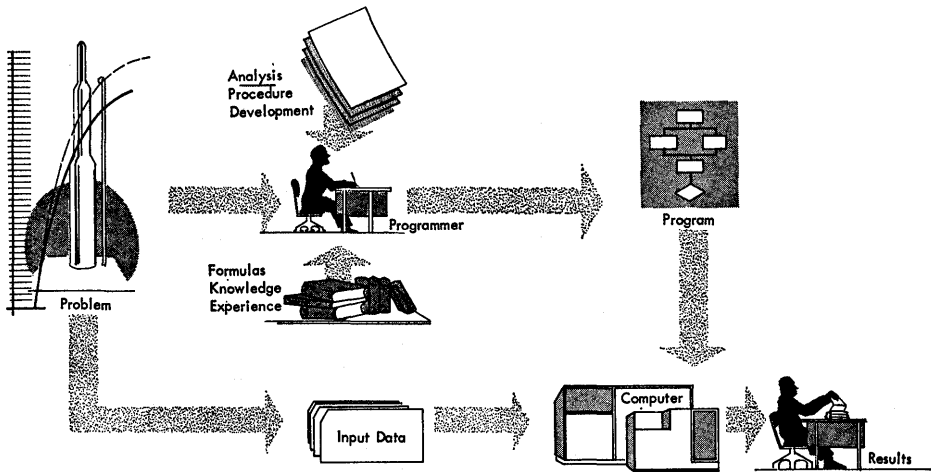 Analysis
Procedure
Development
Programmer
Program
Formulas
Knowledge
Experience
Problem
Input Data
Computer
Results